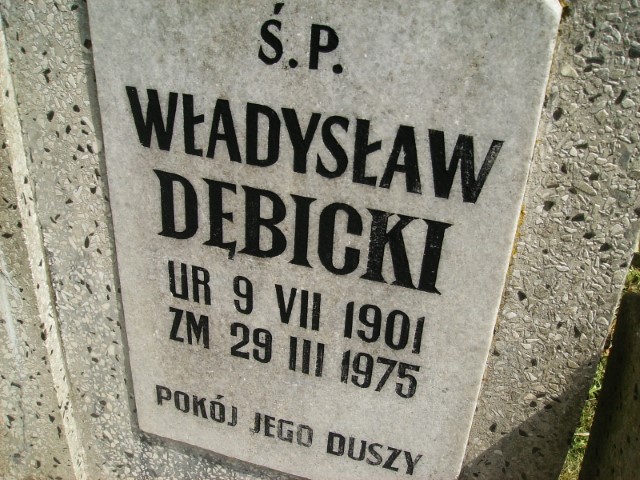 Ś.P.
WŁADYSŁAW
DĘBICKI
UR 9 VII 1901
ZM 29 III 1975
POKÓJ JEGO DUSZY